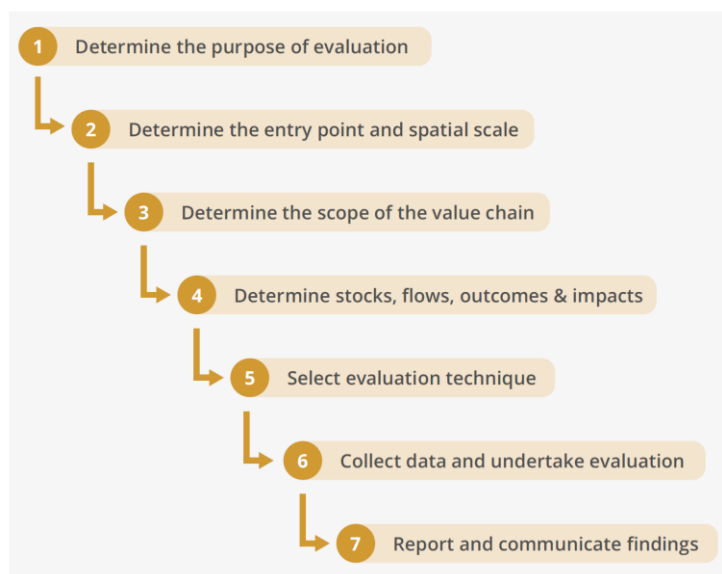 1 Determine the purpose of evaluation
2 Determine the entry point and spatial scale
3 Determine the scope of the value chain
4 Determine stocks, flows, outcomes & impacts
5 Select evaluation technique
6 Collect data and undertake evaluation
7 Report and communicate findings